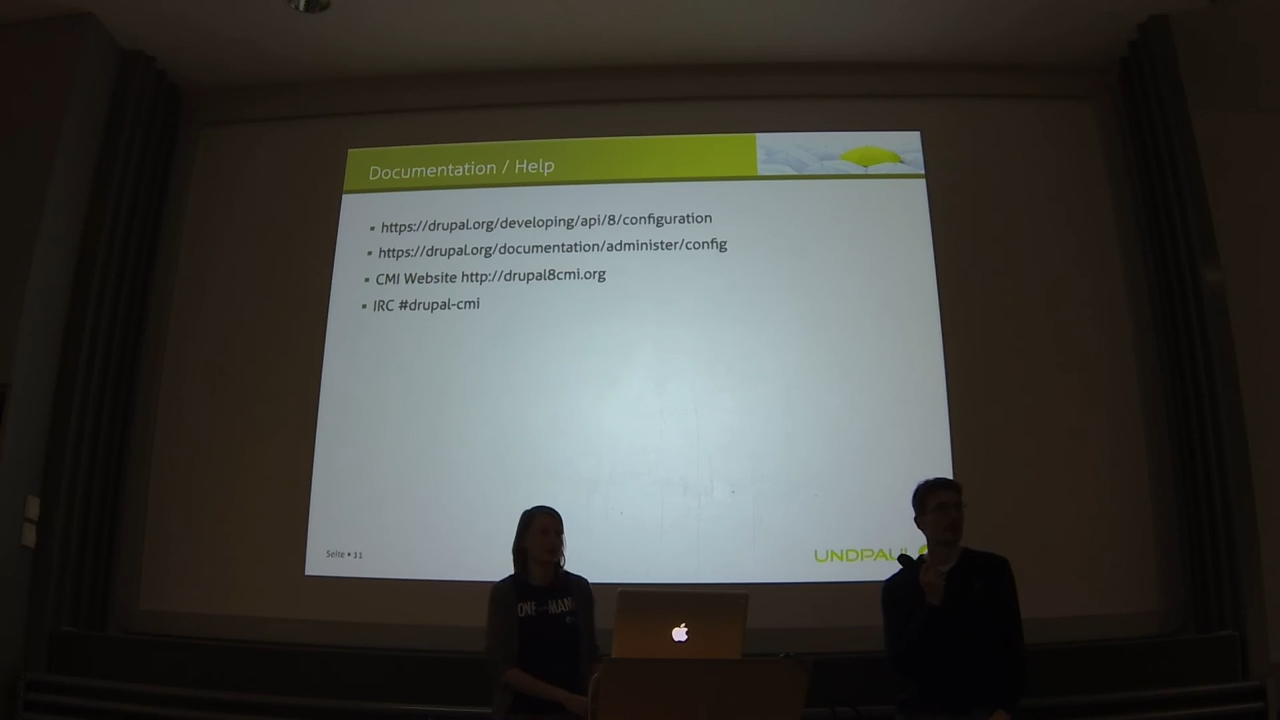 Documentation / Help
▪ https://drupal.org/developing/api/8/configuration
▪ https://drupal.org/documentation/administer/config
▪ CMI Website http://drupal8cmi.org
▪ IRC #drupal-cmi
Seite ▪ 11
UNDPAUL